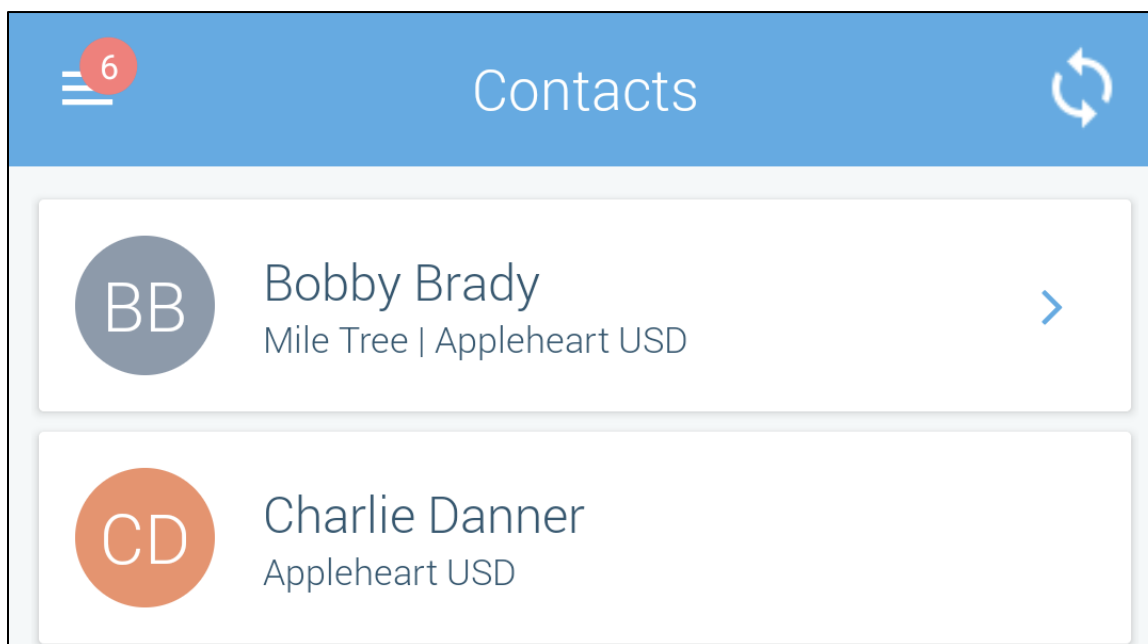 6
Contacts
BB
Bobby Brady
Mile Tree | Appleheart USD
CD
Charlie Danner
Appleheart USD